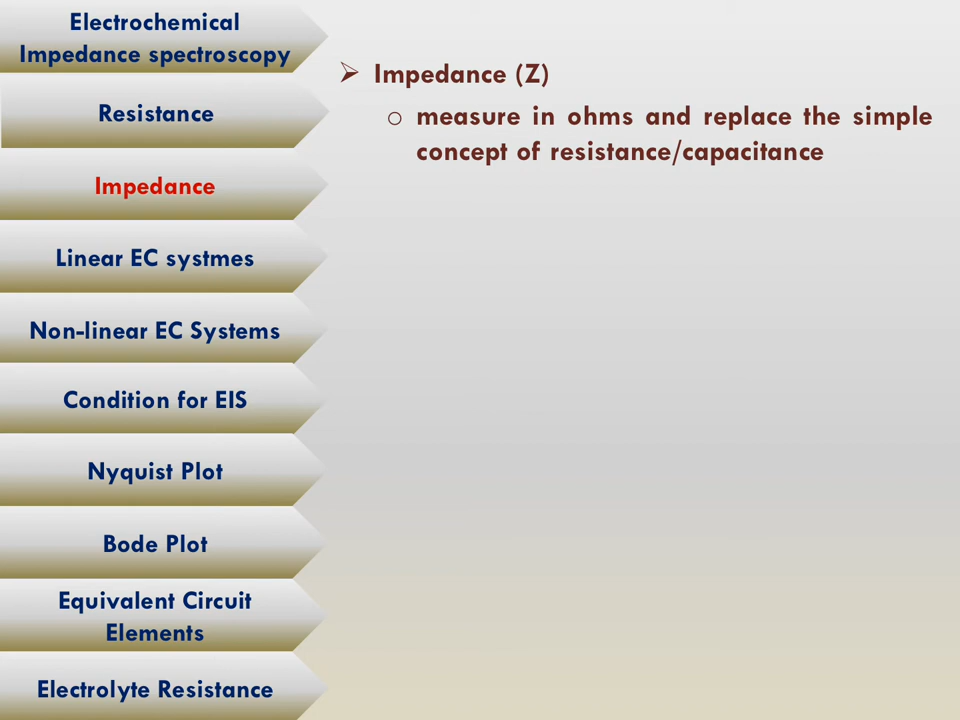 Electrochemical
Impedance spectroscopy
Resistance
Impedance
Linear EC systmes
Non-linear EC Systems
Condition for EIS
Nyquist Plot
Bode Plot
Equivalent Circuit
Elements
Electrolyte Resistance
➢ Impedance (Z)
o measure in ohms and replace the simple
concept of resistance/capacitance